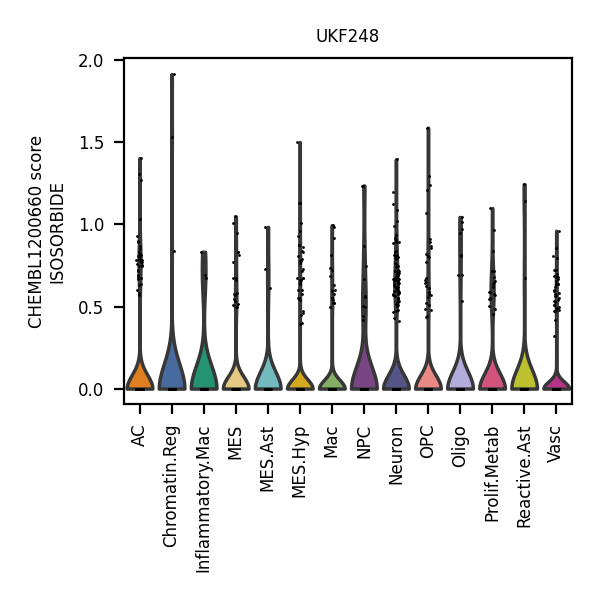 UKF248
CHEMBL1200660 score
ISOSORBIDE
2.0
1.5
1.0
0.5
0.0
AC
Chromatin.Reg
Inflammatory.Mac
MES
MES.Ast
MES.Hyp
Mac
NPC
Neuron
OPC
Oligo
Prolif.Metab
Reactive.Ast
Vasc